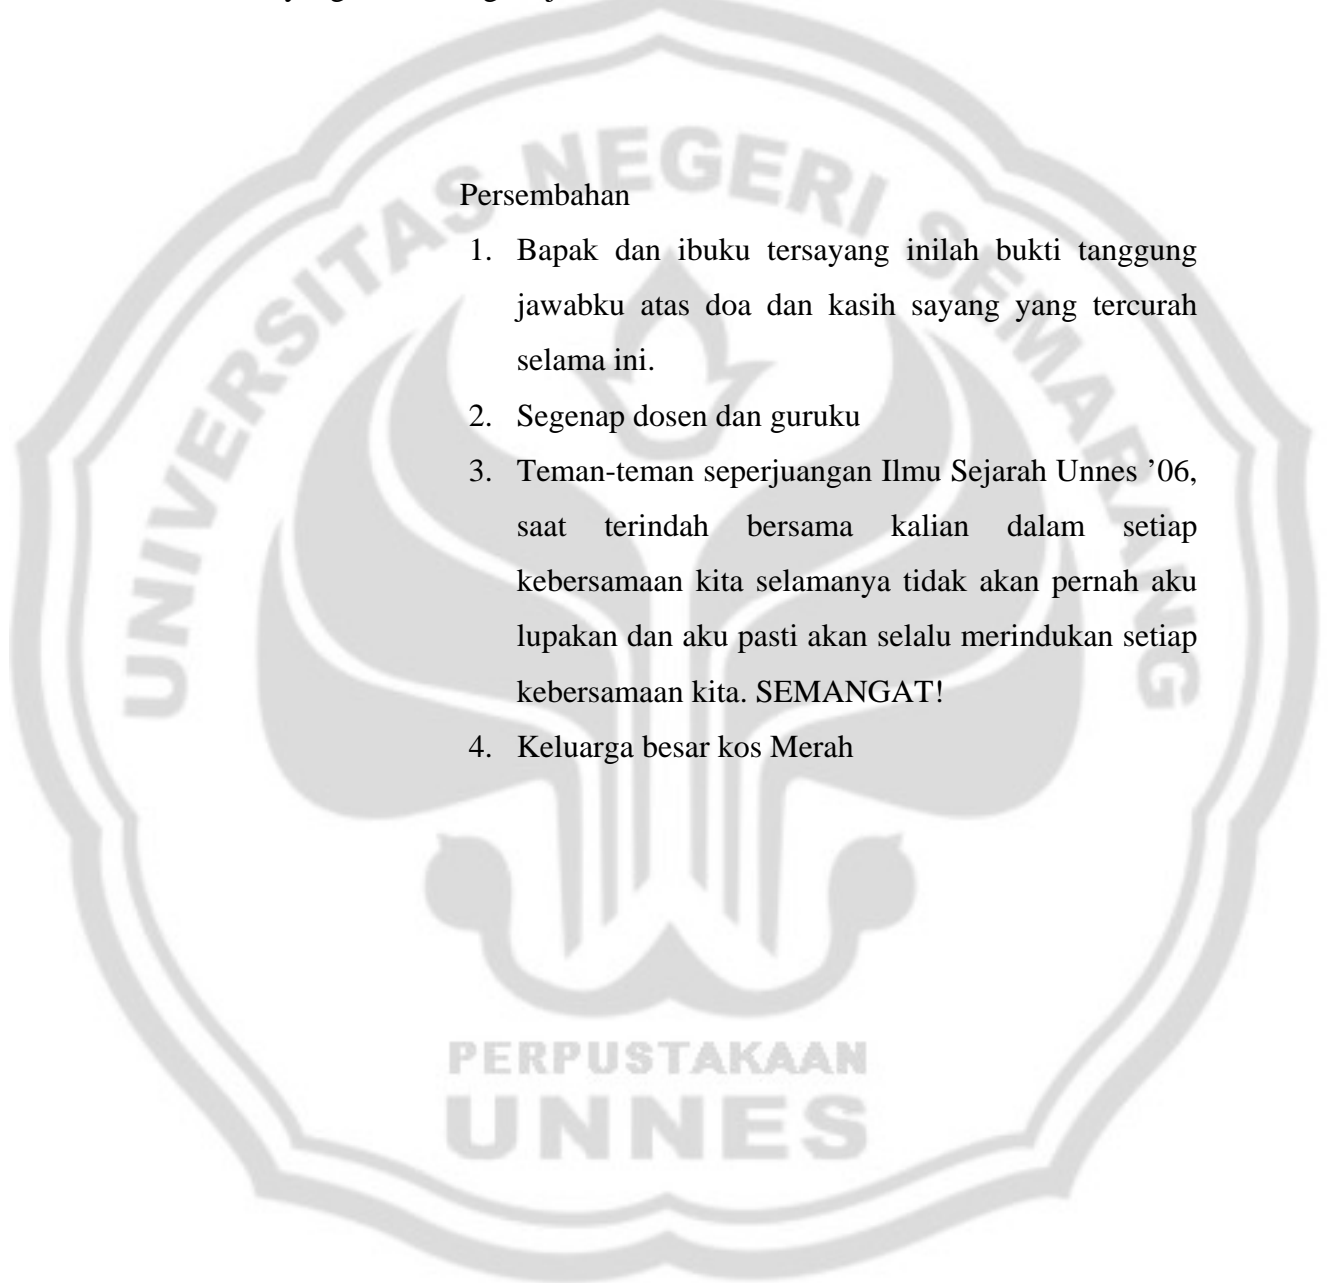 Persembahan
1. Bapak dan ibuku tersayang inilah bukti tanggung
jawabku atas doa dan kasih sayang yang tercurah
selama ini.
2. Segenap dosen dan guruku
3. Teman-teman seperjuangan Ilmu Sejarah Unnes ’06,
saat terindah bersama kalian dalam setiap
kebersamaan kita selamanya tidak akan pernah aku
lupakan dan aku pasti akan selalu merindukan setiap
kebersamaan kita. SEMANGAT!
4. Keluarga besar kos Merah
UNIVERSITAS NEGERI SEMARANG
PERPUSTAKAAN
UNNES